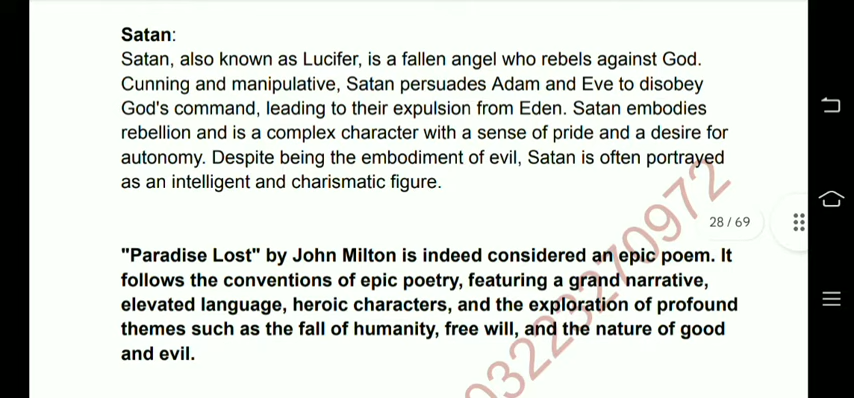 Satan:
Satan, also known as Lucifer, is a fallen angel who rebels against God.
Cunning and manipulative, Satan persuades Adam and Eve to disobey
God's command, leading to their expulsion from Eden. Satan embodies
rebellion and is a complex character with a sense of pride and a desire for
autonomy. Despite being the embodiment of evil, Satan is often portrayed
as an intelligent and charismatic figure.
28 / 69
"Paradise Lost" by John Milton is indeed considered an epic poem. It
follows the conventions of epic poetry, featuring a grand narrative,
elevated language, heroic characters, and the exploration of profound
themes such as the fall of humanity, free will, and the nature of good
and evil.
03223270972